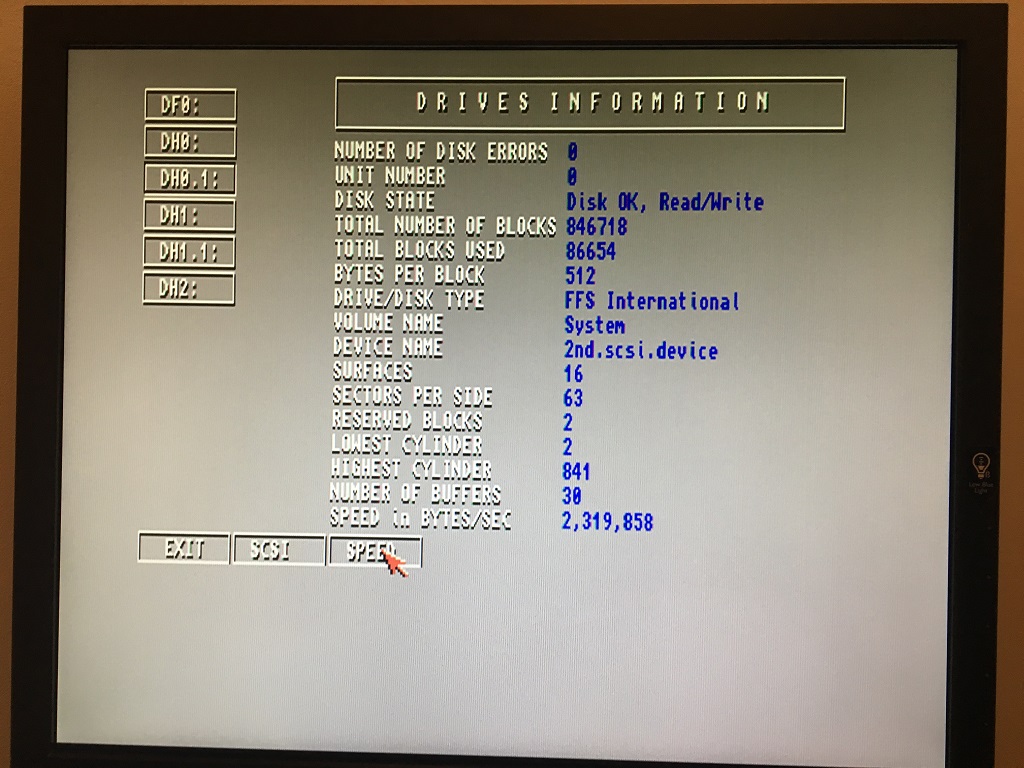 DRIVES INFORMATION
DF0:
DH0:
DH0.1:
DH1:
DH1.1:
DH2:
NUMBER OF DISK ERRORS 0
UNIT NUMBER 0
DISK STATE Disk OK, Read/Write
TOTAL NUMBER OF BLOCKS 846718
TOTAL BLOCKS USED 86654
BYTES PER BLOCK 512
DRIVE/DISK TYPE FFS International
VOLUME NAME System
DEVICE NAME 2nd.scsi.device
SURFACES 16
SECTORS PER SIDE 63
RESERVED BLOCKS 2
LOWEST CYLINDER 2
HIGHEST CYLINDER 841
NUMBER OF BUFFERS 30
SPEED in BYTES/SEC 2,319,858
EXIT SCSI SPEED
Low Blue
Light